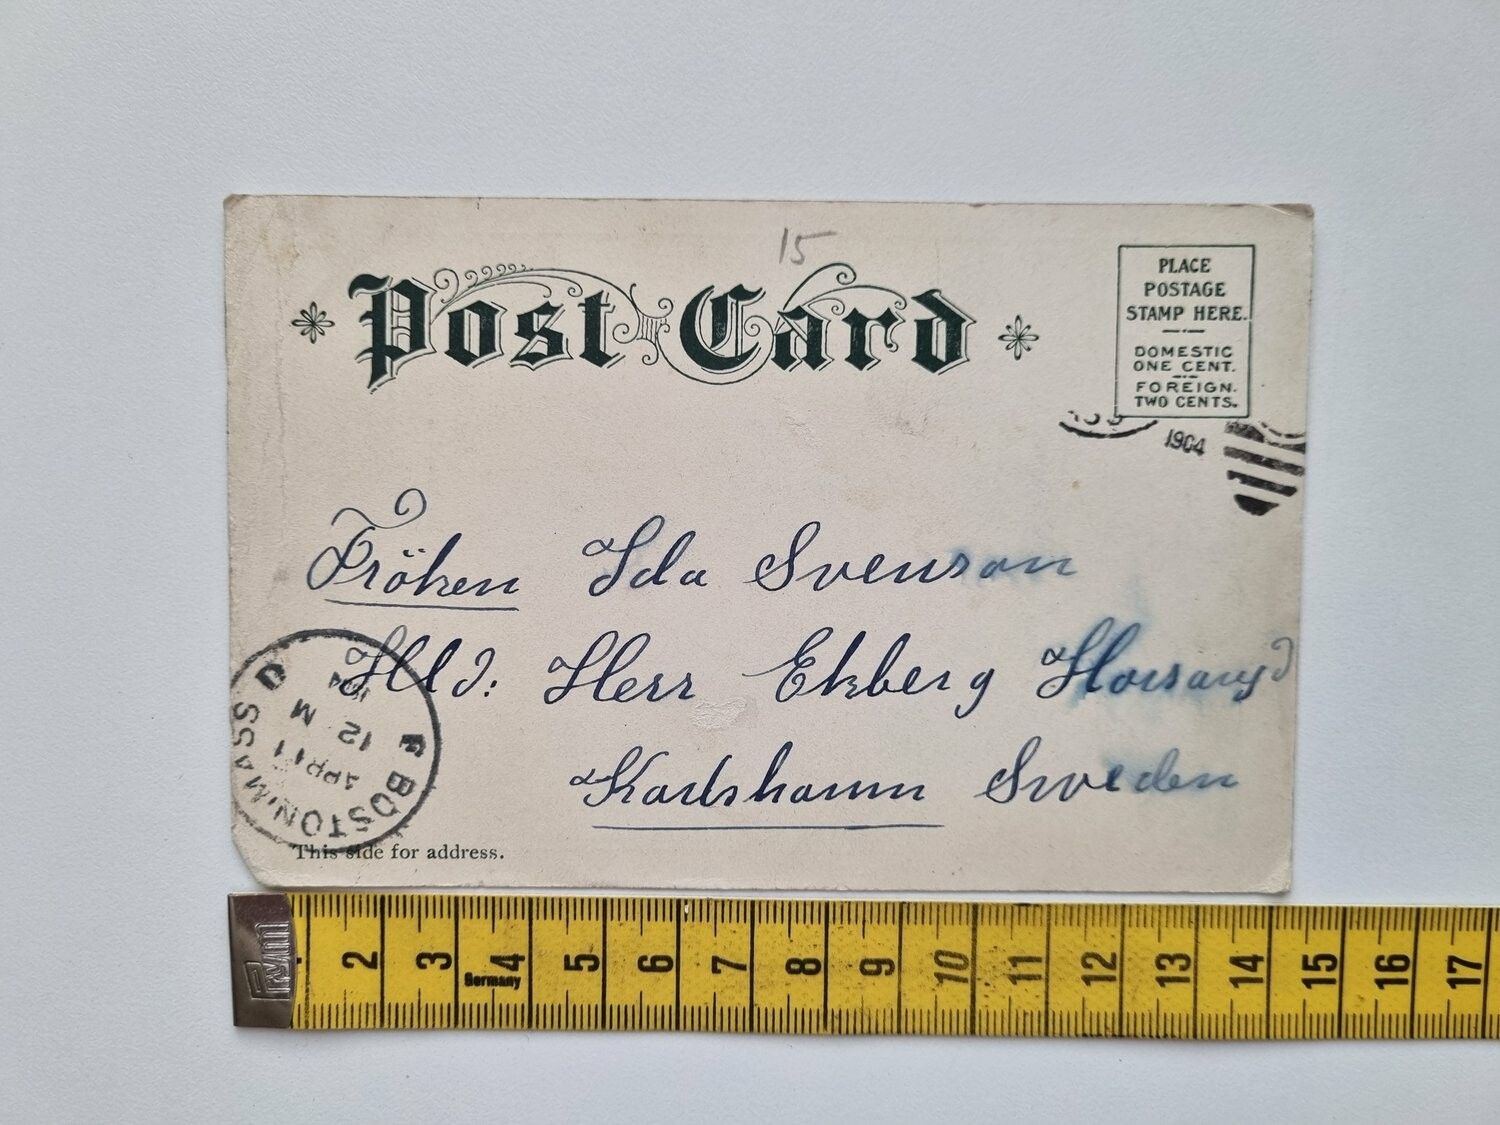 15
Post Card
PLACE
POSTAGE
STAMP HERE.
DOMESTIC
ONE CENT.
FOREIGN.
TWO CENTS.
1904
Fröken Ida Svenson
Herr Ekberg
Karlshamn Sweden
BOSTON, MASS
APR 11
12 M
D
This side for address.
Prym
2 3 4 5 6 7 8 9 10 11 12 13 14 15 16 17
Germany